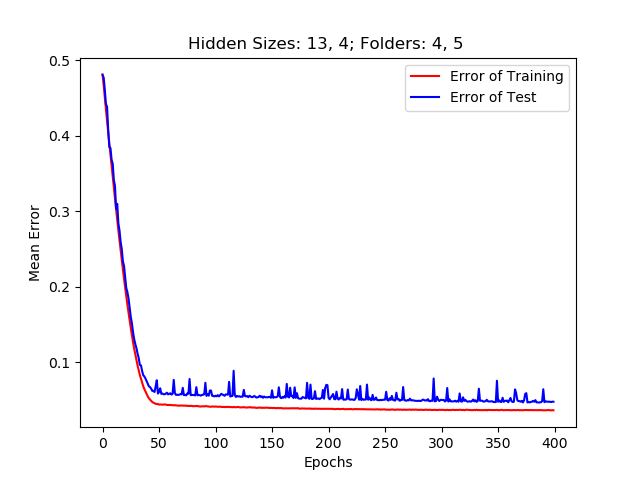 Hidden Sizes: 13, 4; Folders: 4, 5
Error of Training
Error of Test
Mean Error
0.5
0.4
0.3
0.2
0.1
0 50 100 150 200 250 300 350 400
Epochs